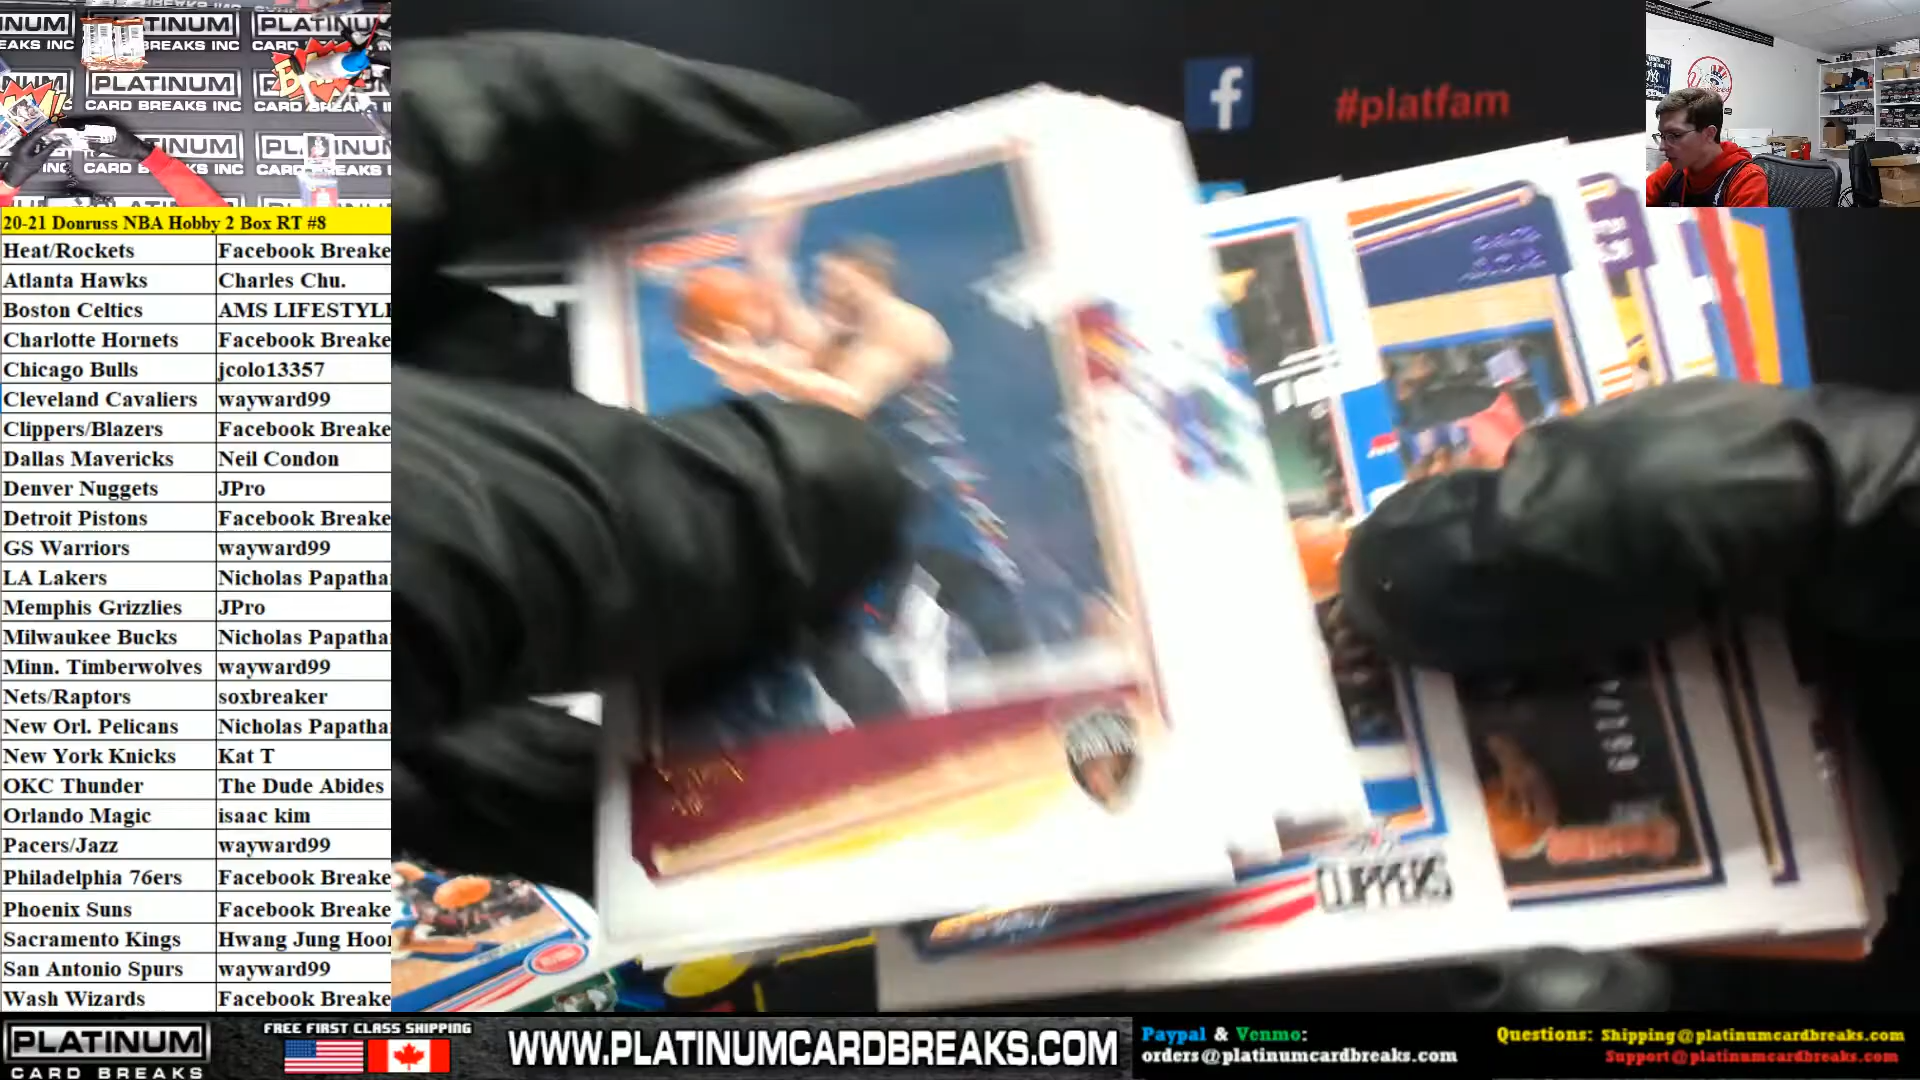 PLATINUM
CARD BREAKS INC
#platfam
20-21 Donruss NBA Hobby 2 Box RT #8
Heat/Rockets Facebook Breake
Atlanta Hawks Charles Chu.
Boston Celtics AMS LIFESTYLE
Charlotte Hornets Facebook Breake
Chicago Bulls jcolo13357
Cleveland Cavaliers wayward99
Clippers/Blazers Facebook Breake
Dallas Mavericks Neil Condon
Denver Nuggets JPro
Detroit Pistons Facebook Breake
GS Warriors wayward99
LA Lakers Nicholas Papatha
Memphis Grizzlies JPro
Milwaukee Bucks Nicholas Papatha
Minn. Timberwolves wayward99
Nets/Raptors soxbreaker
New Orl. Pelicans Nicholas Papatha
New York Knicks Kat T
OKC Thunder The Dude Abides
Orlando Magic isaac kim
Pacers/Jazz wayward99
Philadelphia 76ers Facebook Breake
Phoenix Suns Facebook Breake
Sacramento Kings Hwang Jung Hoo
San Antonio Spurs wayward99
Wash Wizards Facebook Breake
CLIPPERS
PLATINUM
CARD BREAKS
FREE FIRST CLASS SHIPPING
WWW.PLATINUMCARDBREAKS.COM
Paypal & Venmo:
orders@platinumcardbreaks.com
Questions: Shipping@platinumcardbreaks.com
Support@platinumcardbreaks.com